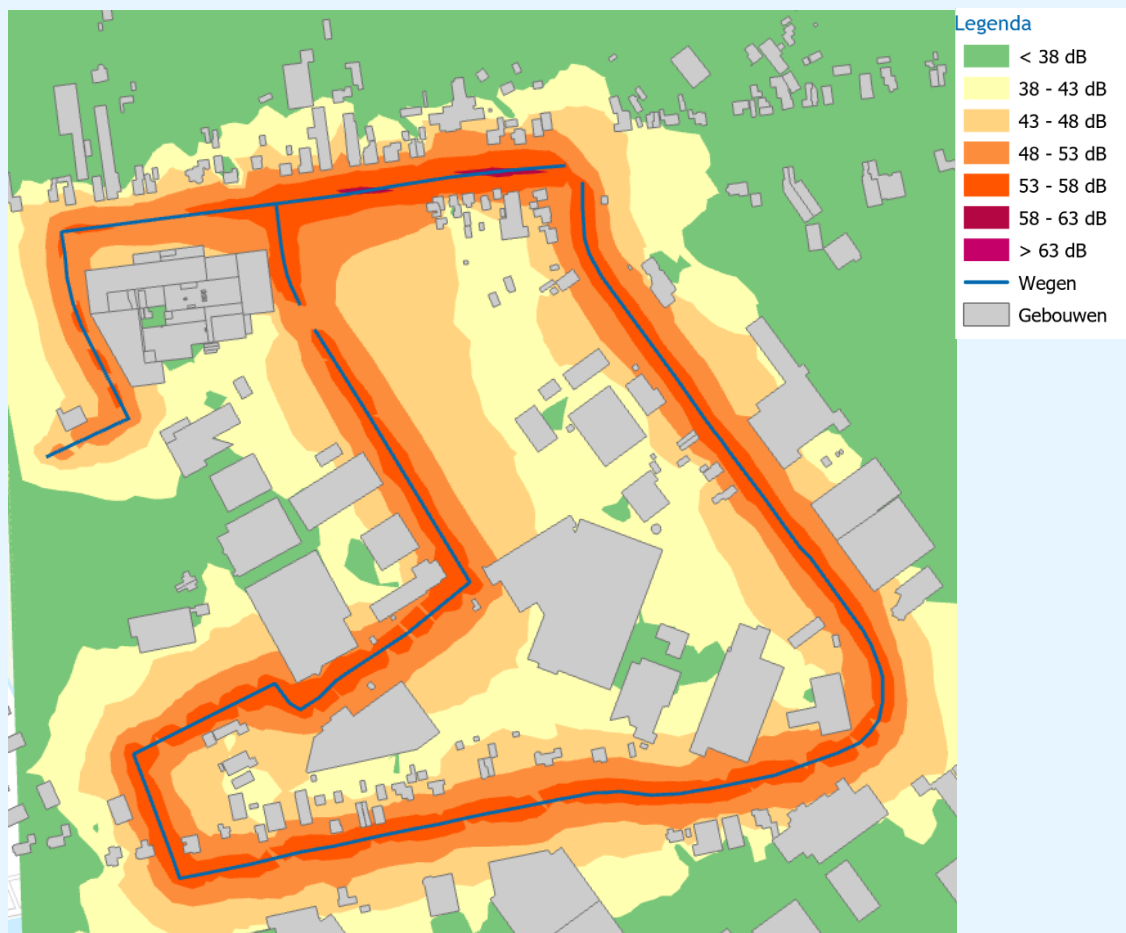 Legenda
< 38 dB
38 - 43 dB
43 - 48 dB
48 - 53 dB
53 - 58 dB
58 - 63 dB
> 63 dB
Wegen
Gebouwen